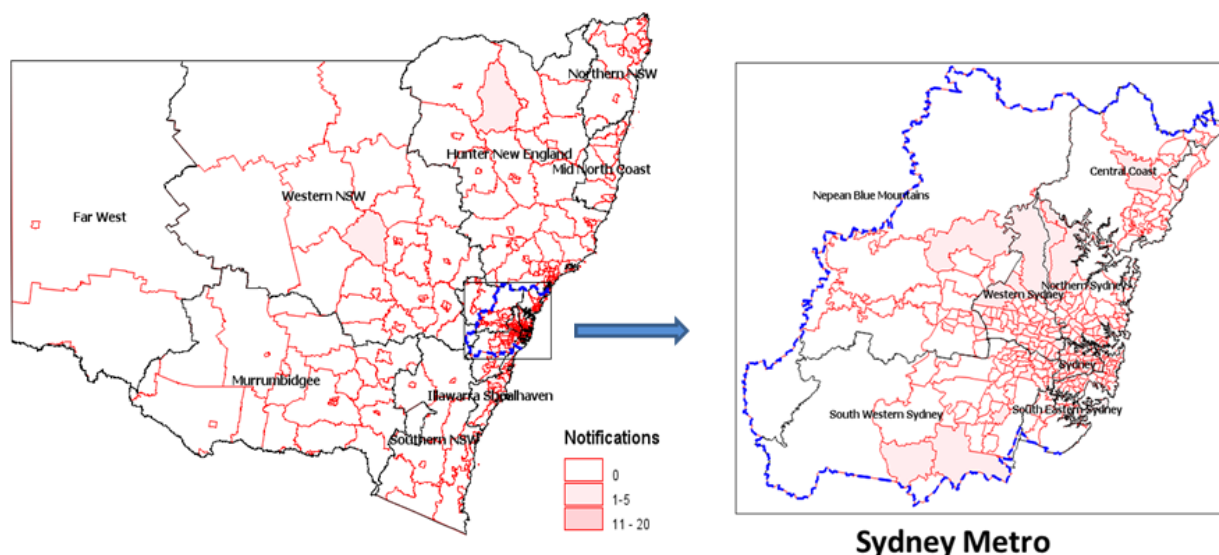 Northern NSW
Hunter New England
Mid North Coast
Western NSW
Far West
Murrumbidgee
Illawarra Shoalhaven
Southern NSW
Notifications
0
1-5
11 - 20
Central Coast
Nepean Blue Mountains
Northern Sydney
Western Sydney
Sydney
South Western Sydney
South Eastern Sydney
Sydney Metro